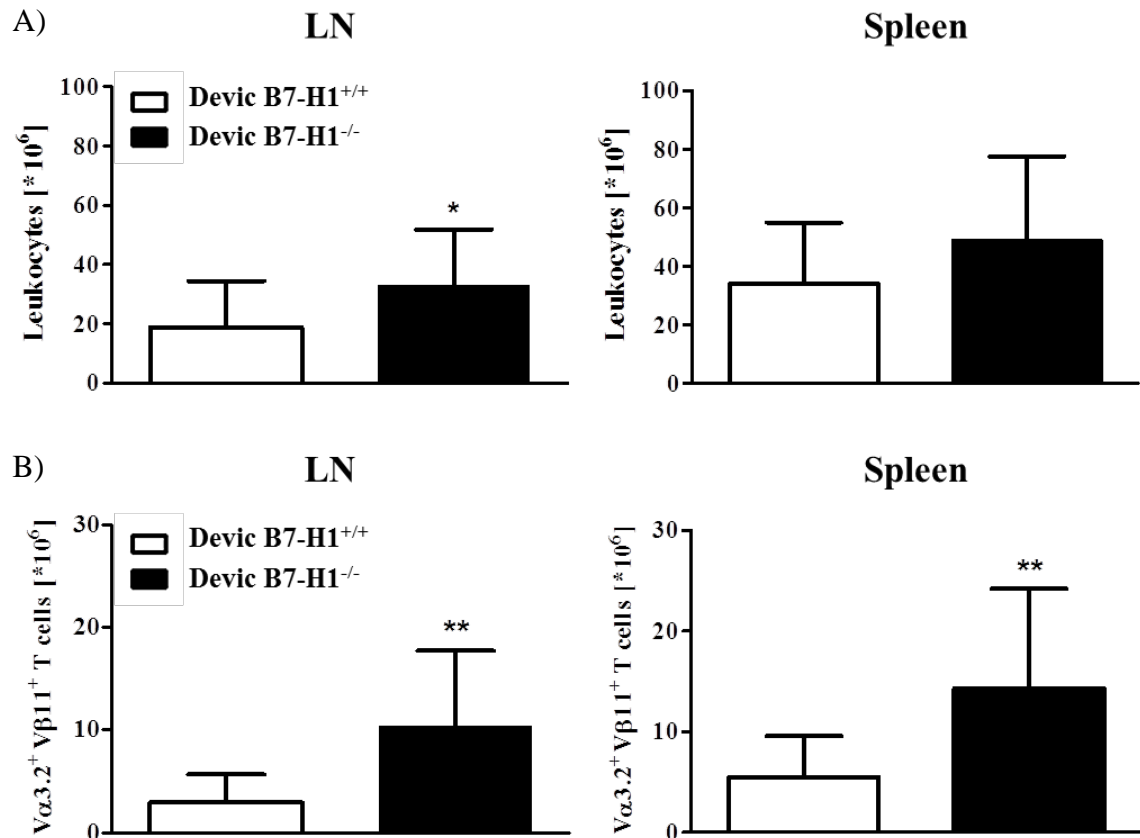 A)
LN
Spleen
Leukocytes [*10⁶]
100
80
60
40
20
0
Devic B7-H1⁺/⁺
Devic B7-H1⁻/⁻
*
Leukocytes [*10⁶]
100
80
60
40
20
0
B)
LN
Spleen
Vα3.2⁺ Vβ11⁺ T cells [*10⁶]
30
20
10
0
Devic B7-H1⁺/⁺
Devic B7-H1⁻/⁻
**
Vα3.2⁺ Vβ11⁺ T cells [*10⁶]
30
20
10
0
**